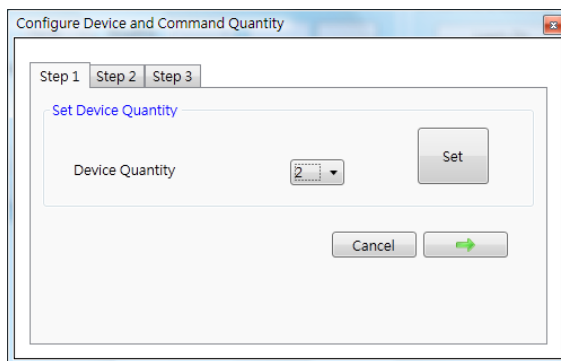 Configure Device and Command Quantity
x
Step 1 Step 2 Step 3
Set Device Quantity
Device Quantity 2 Set
Cancel